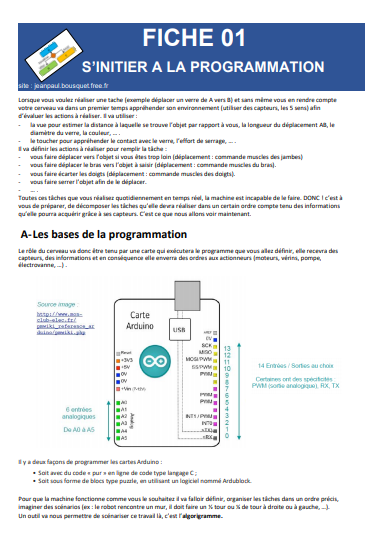 FICHE 01
S'INITIER A LA PROGRAMMATION
site : jeanpaul.bousquet.free.fr
Lorsque vous voulez réaliser une tache (exemple déplacer un verre de A vers B) et sans même vous en rendre compte
votre cerveau va dans un premier temps appréhender son environnement (utiliser des capteurs, les 5 sens) afin
d'évaluer les actions à réaliser. Il va utiliser :
- la vue pour estimer la distance à laquelle se trouve l'objet par rapport à vous, la longueur du déplacement AB, le
diamètre du verre, la couleur, ... .
- le toucher pour appréhender le contact avec le verre, l'effort de serrage, ... .
Il va définir les actions à réaliser pour remplir la tâche :
- vous faire déplacer vers l'objet si vous êtes trop loin (déplacement : commande muscles des jambes)
- vous faire déplacer le bras vers l'objet à saisir (déplacement : commande muscles du bras).
- vous faire écarter les doigts (déplacement : commande muscles des doigts).
- vous faire serrer l'objet afin de le déplacer.
- ... .
Toutes ces tâches que vous réalisez quotidiennement en temps réel, la machine est incapable de le faire. DONC ! c'est à
vous de préparer, de décomposer les tâches qu'elle devra réaliser dans un certain ordre compte tenu des informations
qu'elle pourra acquérir grâce à ses capteurs. C'est ce que nous allons voir maintenant.
A-Les bases de la programmation
Le rôle du cerveau va donc être tenu par une carte qui exécutera le programme que vous allez définir, elle recevra des
capteurs, des informations et en conséquence elle enverra des ordres aux actionneurs (moteurs, vérins, pompe,
électrovanne, ...) .
Source image :
http://www.mon-
club-elec.fr/
pmwiki_reference_ar
duino/pmwiki.php
Carte
Arduino
USB
Reset
+3V3
+5V
0V
0V
+Vin (7-12V)
A0
A1
A2
A3
A4
A5
0V
SCK 13
MISO 12
MOSI/PWM 11
SS/PWM 10
PWM 9
8
7
PWM 6
PWM 5
4
INT1 / PWM 3
INT0 2
>TX 1
<RX 0
6 entrées
analogiques
De A0 à A5
14 Entrées / Sorties au choix
Certaines ont des spécificités
PWM (sortie analogique), RX, TX
Il y a deux façons de programmer les cartes Arduino :
• Soit avec du code « pur » en ligne de code type langage C ;
• Soit sous forme de blocs type puzzle, en utilisant un logiciel nommé Ardublock.
Pour que la machine fonctionne comme vous le souhaitez il va falloir définir, organiser les tâches dans un ordre précis,
imaginer des scénarios (ex : le robot rencontre un mur, il doit faire un ¼ tour ou ½ de tour à droite ou à gauche, ...).
Un outil va nous permettre de scénariser ce travail là, c'est l'algorigramme.